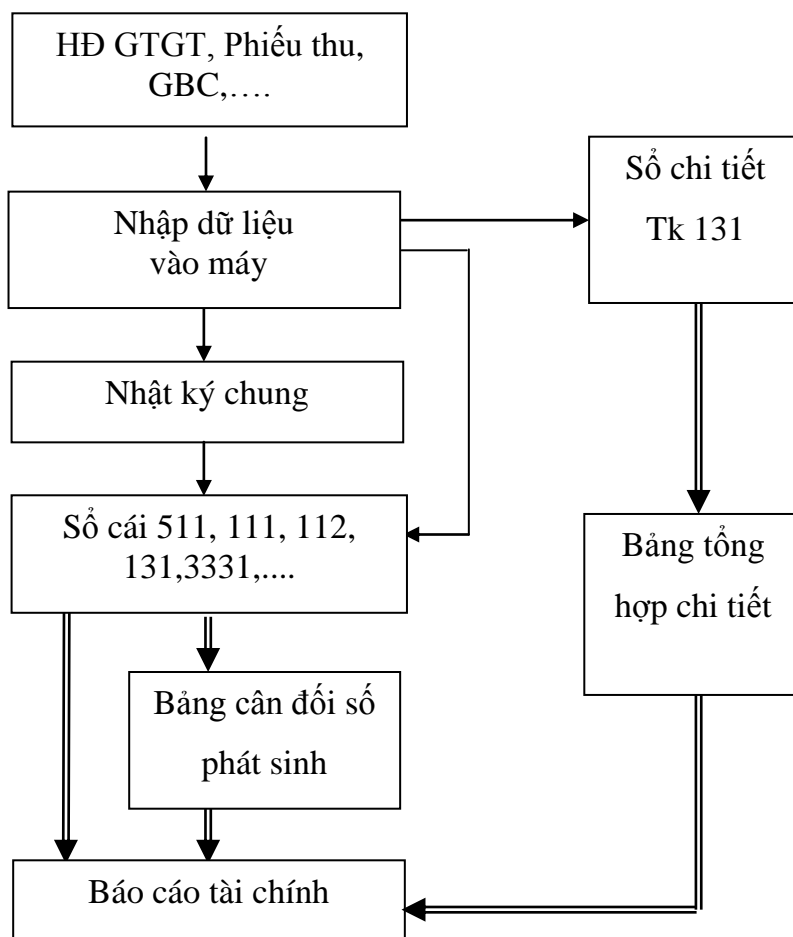 HĐ GTGT, Phiếu thu,
GBC,….
Sổ chi tiết
Tk 131
Nhập dữ liệu
vào máy
Nhật ký chung
Sổ cái 511, 111, 112,
131,3331,....
Bảng tổng
hợp chi tiết
Bảng cân đối số
phát sinh
Báo cáo tài chính